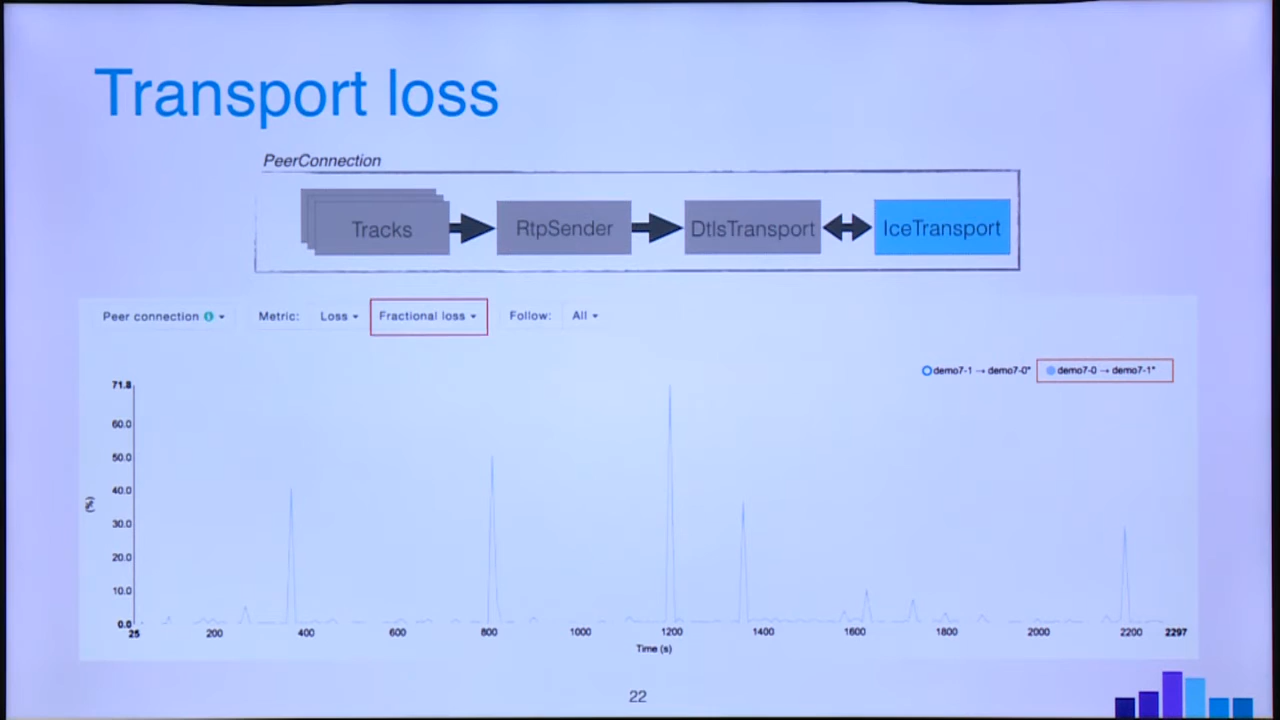 Transport loss
PeerConnection
Tracks
RtpSender
DtlsTransport
IceTransport
Peer connection
Metric: Loss Fractional loss Follow: All
demo7-1 → demo7-0* demo7-0 → demo7-1*
71.8
60.0
50.0
40.0
30.0
20.0
10.0
0.0
(%)
25 200 400 600 800 1000 1200 1400 1600 1800 2000 2200 2297
Time (s)
22